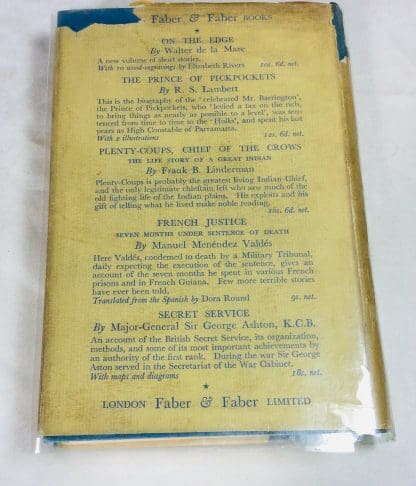 Faber & Faber BOOKS
*
ON THE EDGE
By Walter de la Mare
A new volume of short stories.
With 10 wood-engravings by Elizabeth Rivers 10s. 6d. net.
THE PRINCE OF PICKPOCKETS
By R. S. Lambert
This is the biography of the 'celebrated Mr. Barrington',
the Prince of Pickpockets, who 'levied a tax on the rich,
to bring things as nearly as possible to a level', was sen-
tenced from time to time to the 'Hulks', and spent his last
years as High Constable of Parramatta.
With 2 illustrations 12s. 6d. net.
PLENTY-COUPS, CHIEF OF THE CROWS
THE LIFE STORY OF A GREAT INDIAN
By Frank B. Linderman
Plenty-Coups is probably the greatest living Indian Chief,
and the only legitimate chieftain left who saw much of the
old fighting life of the Indian plains. His exploits and his
gift of telling what he lived make noble reading.
10s. 6d. net.
FRENCH JUSTICE
SEVEN MONTHS UNDER SENTENCE OF DEATH
By Manuel Menéndez Valdés
Here Valdés, condemned to death by a Military Tribunal,
daily expecting the execution of the sentence, gives an
account of the seven months he spent in various French
prisons and in French Guiana. Few more terrible stories
have ever been told.
Translated from the Spanish by Dora Round 9s. net.
SECRET SERVICE
By Major-General Sir George Ashton, K.C.B.
An account of the British Secret Service, its organization,
methods, and some of its most important achievements by
an authority of the first rank. During the war Sir George
Aston served in the Secretariat of the War Cabinet.
With maps and diagrams 18s. net.
*
LONDON Faber & Faber LIMITED